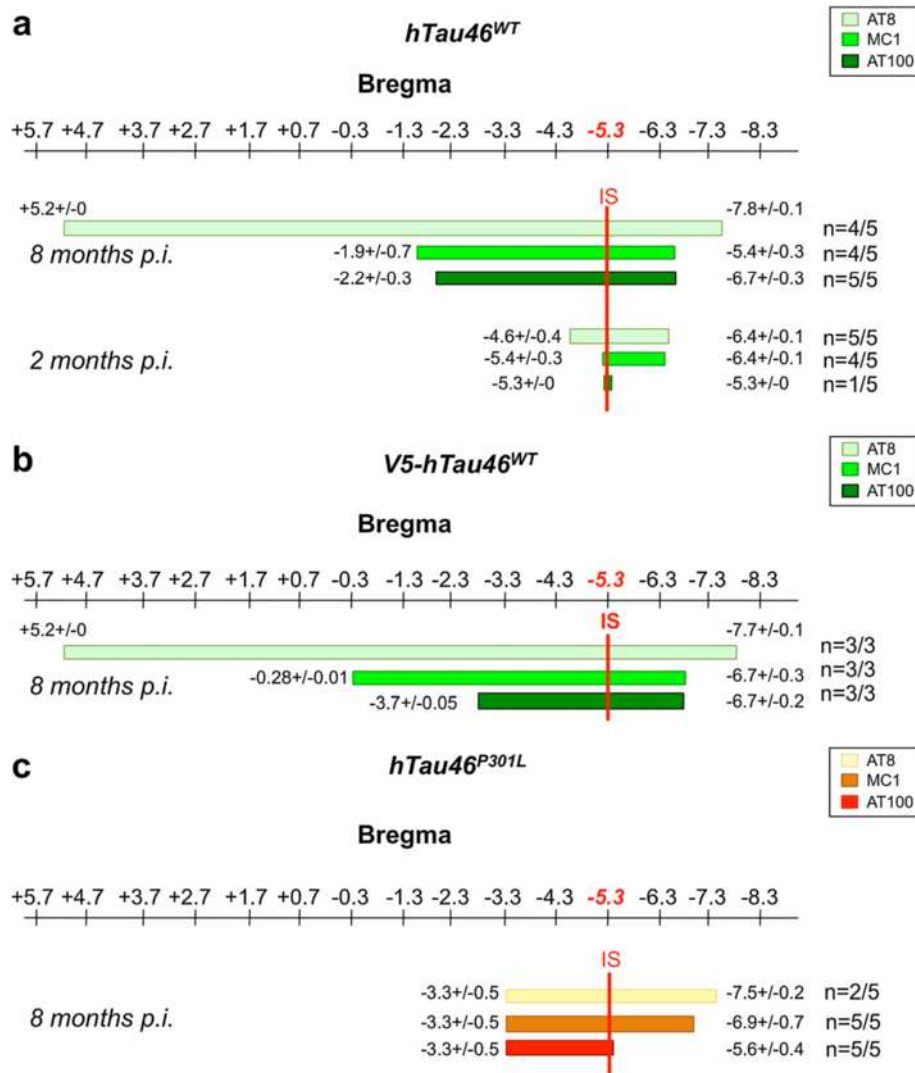 a
hTau46WT
AT8
MC1
AT100
Bregma
+5.7 +4.7 +3.7 +2.7 +1.7 +0.7 -0.3 -1.3 -2.3 -3.3 -4.3 -5.3 -6.3 -7.3 -8.3
IS
+5.2+/-0 -7.8+/-0.1 n=4/5
8 months p.i. -1.9+/-0.7 -5.4+/-0.3 n=4/5
-2.2+/-0.3 -6.7+/-0.3 n=5/5
-4.6+/-0.4 -6.4+/-0.1 n=5/5
2 months p.i. -5.4+/-0.3 -6.4+/-0.1 n=4/5
-5.3+/-0 -5.3+/-0 n=1/5
b
V5-hTau46WT
AT8
MC1
AT100
Bregma
+5.7 +4.7 +3.7 +2.7 +1.7 +0.7 -0.3 -1.3 -2.3 -3.3 -4.3 -5.3 -6.3 -7.3 -8.3
IS
+5.2+/-0 -7.7+/-0.1 n=3/3
8 months p.i. -0.28+/-0.01 -6.7+/-0.3 n=3/3
-3.7+/-0.05 -6.7+/-0.2 n=3/3
c
hTau46P301L
AT8
MC1
AT100
Bregma
+5.7 +4.7 +3.7 +2.7 +1.7 +0.7 -0.3 -1.3 -2.3 -3.3 -4.3 -5.3 -6.3 -7.3 -8.3
IS
-3.3+/-0.5 -7.5+/-0.2 n=2/5
8 months p.i. -3.3+/-0.5 -6.9+/-0.7 n=5/5
-3.3+/-0.5 -5.6+/-0.4 n=5/5